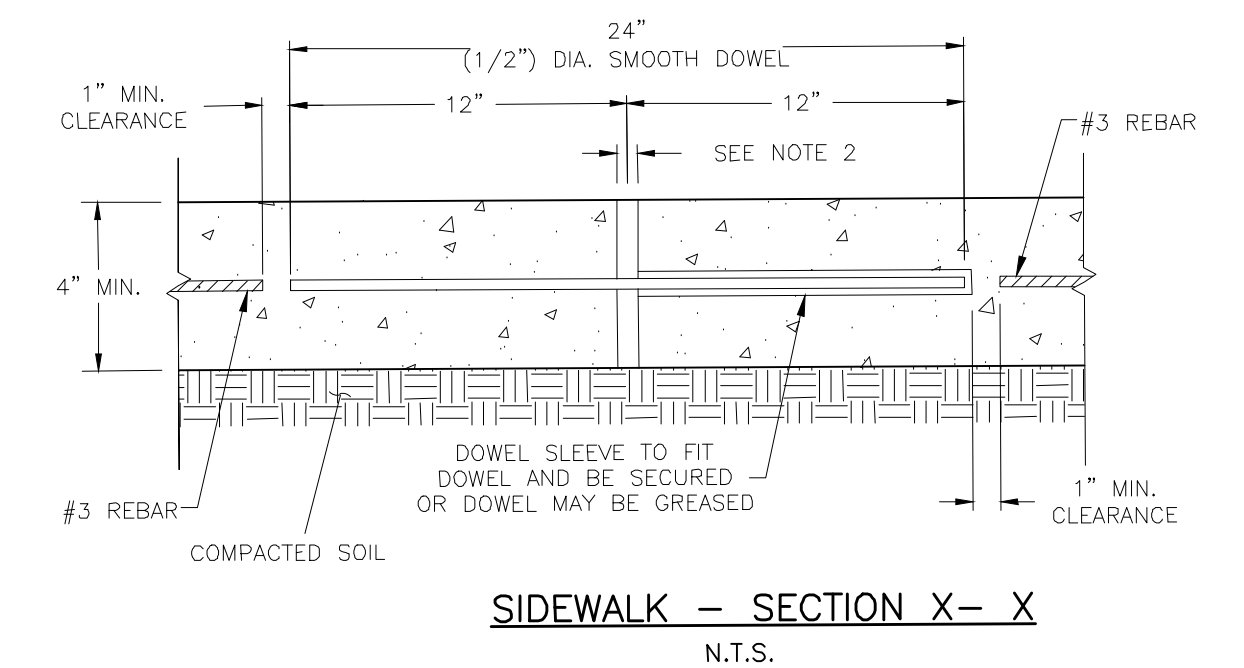 24”
(1/2”) DIA. SMOOTH DOWEL
1” MIN.
CLEARANCE
12”
12”
#3 REBAR
SEE NOTE 2
4” MIN.
DOWEL SLEEVE TO FIT
DOWEL AND BE SECURED
OR DOWEL MAY BE GREASED
#3 REBAR
1” MIN.
CLEARANCE
COMPACTED SOIL
SIDEWALK – SECTION X– X
N.T.S.